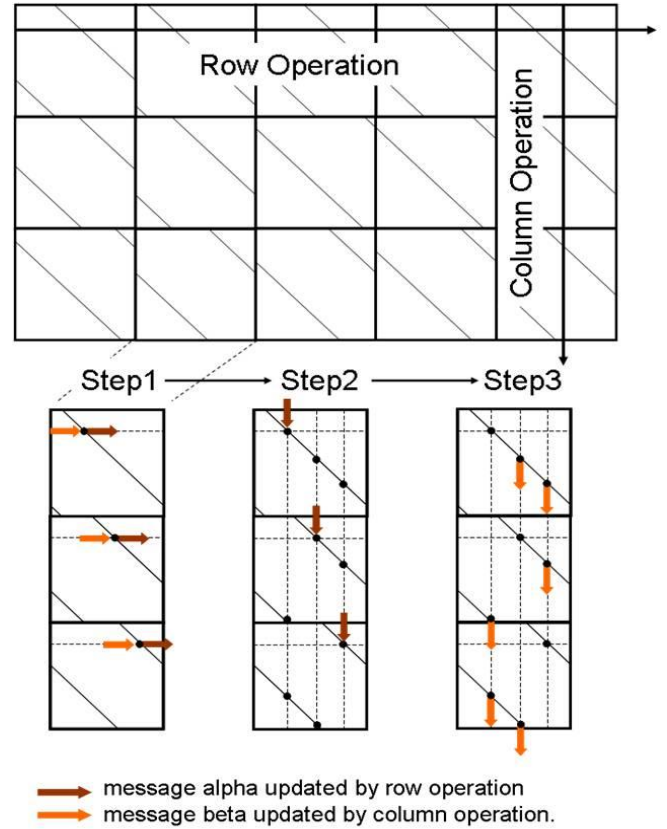 Row Operation
Column Operation
Step1
Step2
Step3
message alpha updated by row operation
message beta updated by column operation.